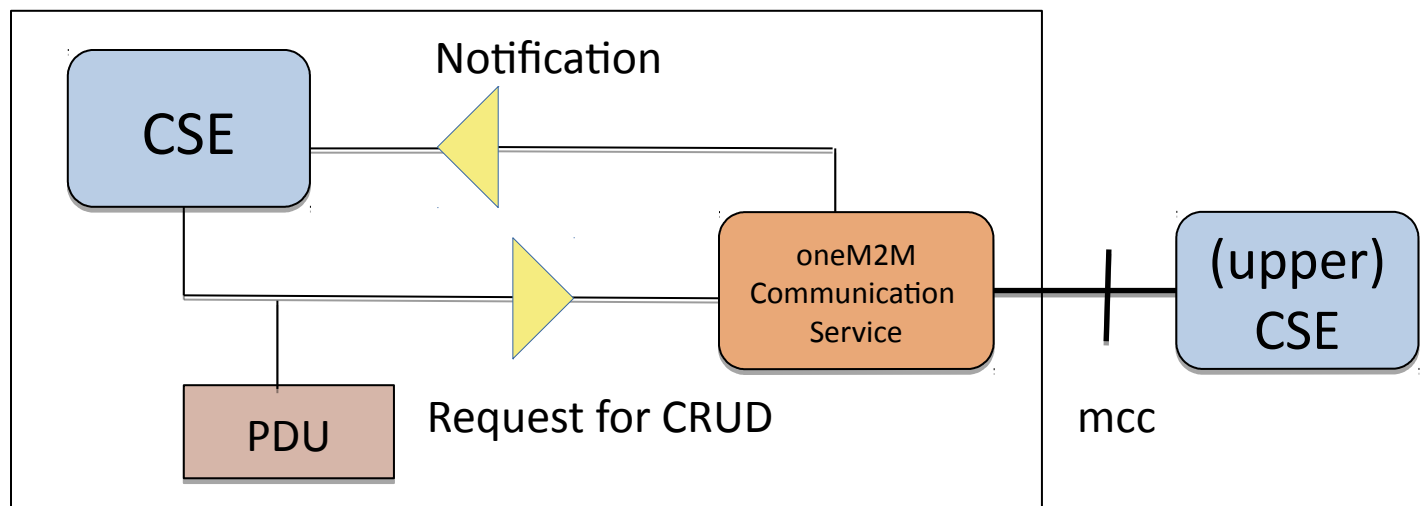 Notification
CSE
oneM2M
Communication
Service
(upper)
CSE
PDU
Request for CRUD
mcc